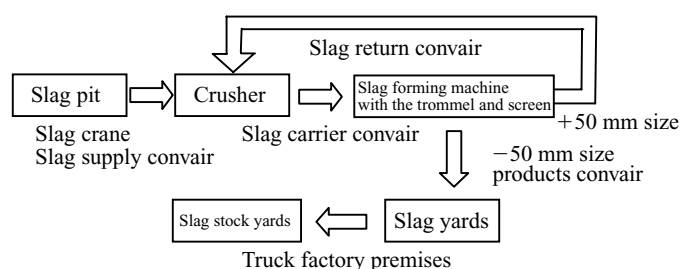 Slag return convair
Slag pit
Crusher
Slag forming machine
with the trommel and screen
Slag crane
Slag supply convair
Slag carrier convair
+50 mm size
−50 mm size
products convair
Slag stock yards
Slag yards
Truck factory premises